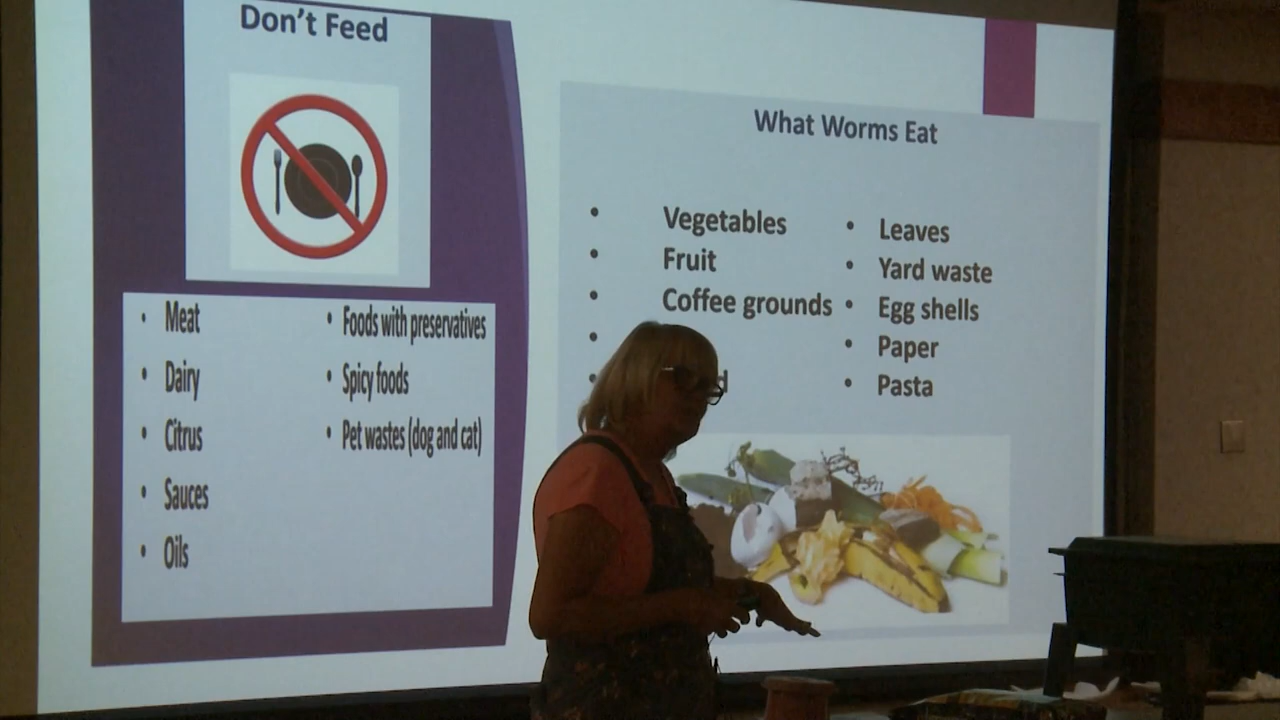 Don't Feed
• Meat
• Dairy
• Citrus
• Sauces
• Oils
• Foods with preservatives
• Spicy foods
• Pet wastes (dog and cat)
What Worms Eat
• Vegetables
• Fruit
• Coffee grounds
•
•
• Leaves
• Yard waste
• Egg shells
• Paper
• Pasta